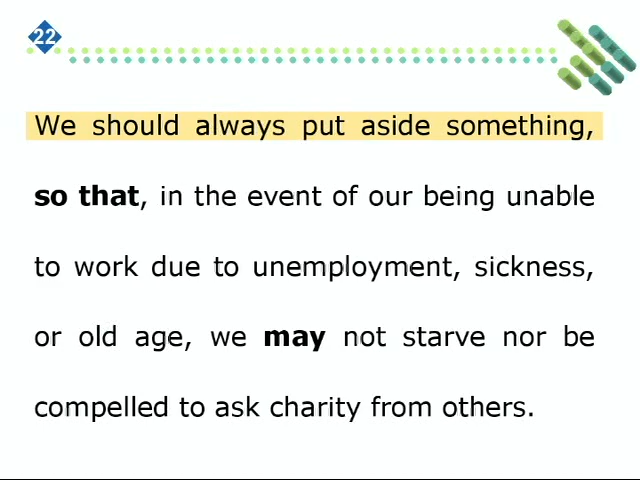 22
We should always put aside something,
so that, in the event of our being unable
to work due to unemployment, sickness,
or old age, we may not starve nor be
compelled to ask charity from others.